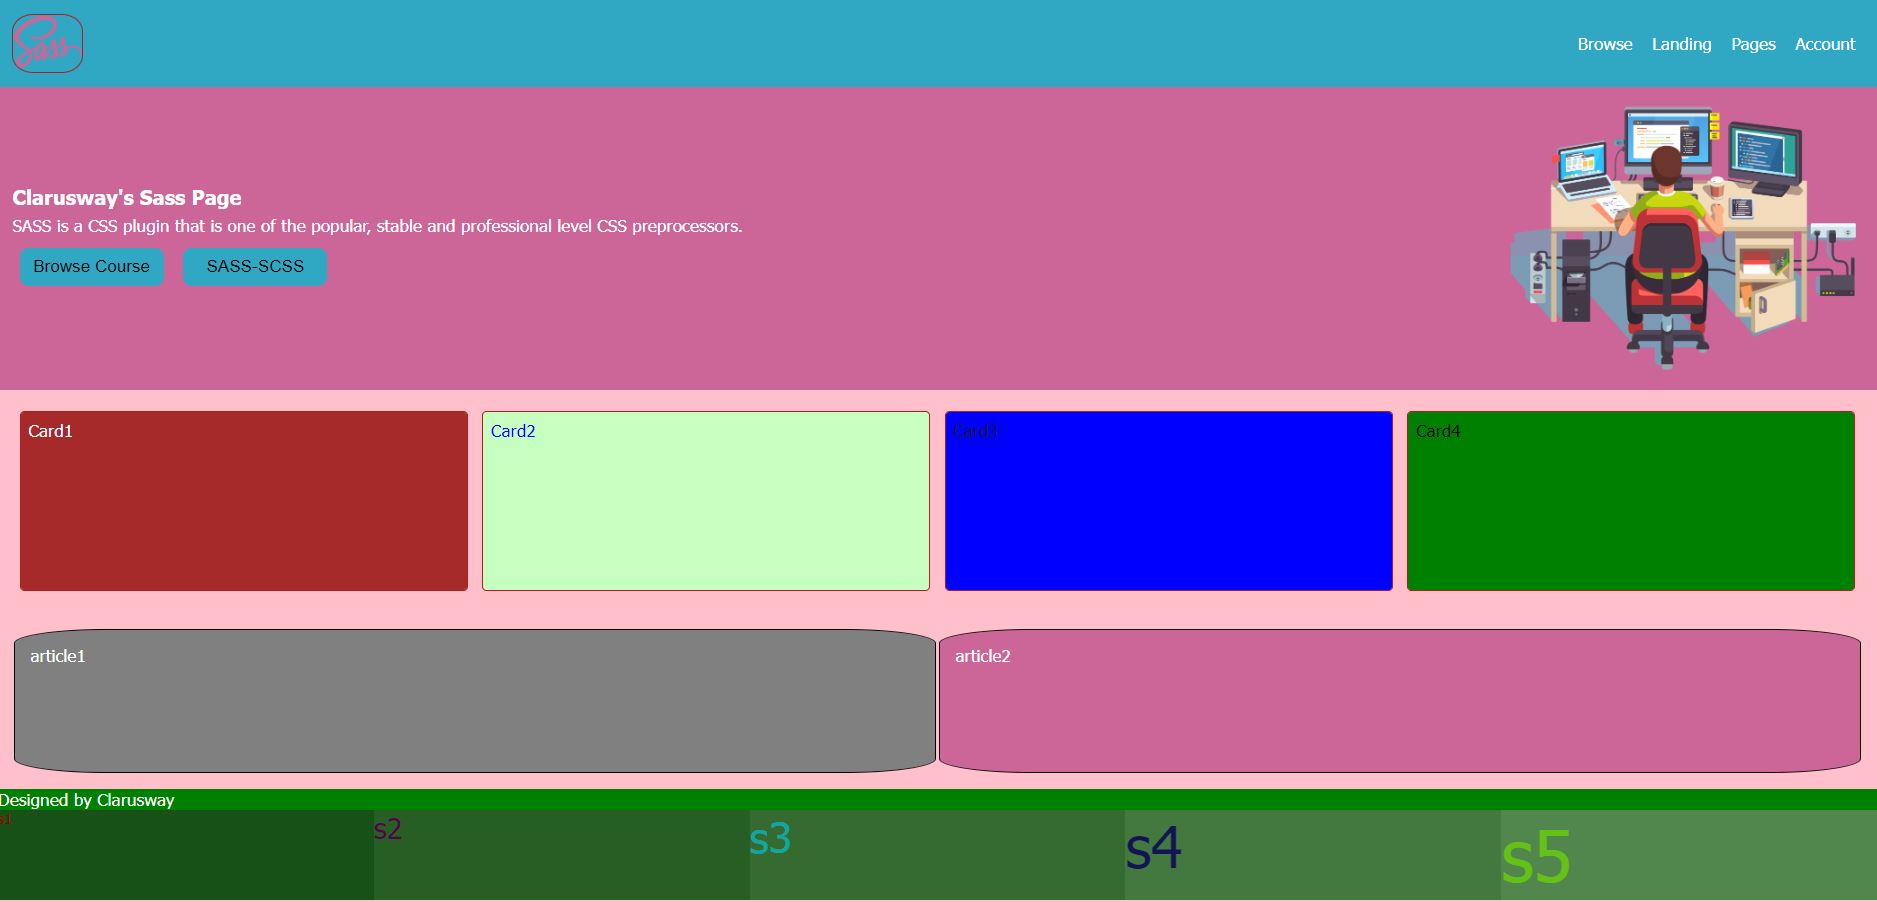 Sass
Browse Landing Pages Account
Clarusway's Sass Page
SASS is a CSS plugin that is one of the popular, stable and professional level CSS preprocessors.
Browse Course SASS-SCSS
Card1 Card2 Card3 Card4
article1 article2
Designed by Clarusway
s1 s2 s3 s4 s5